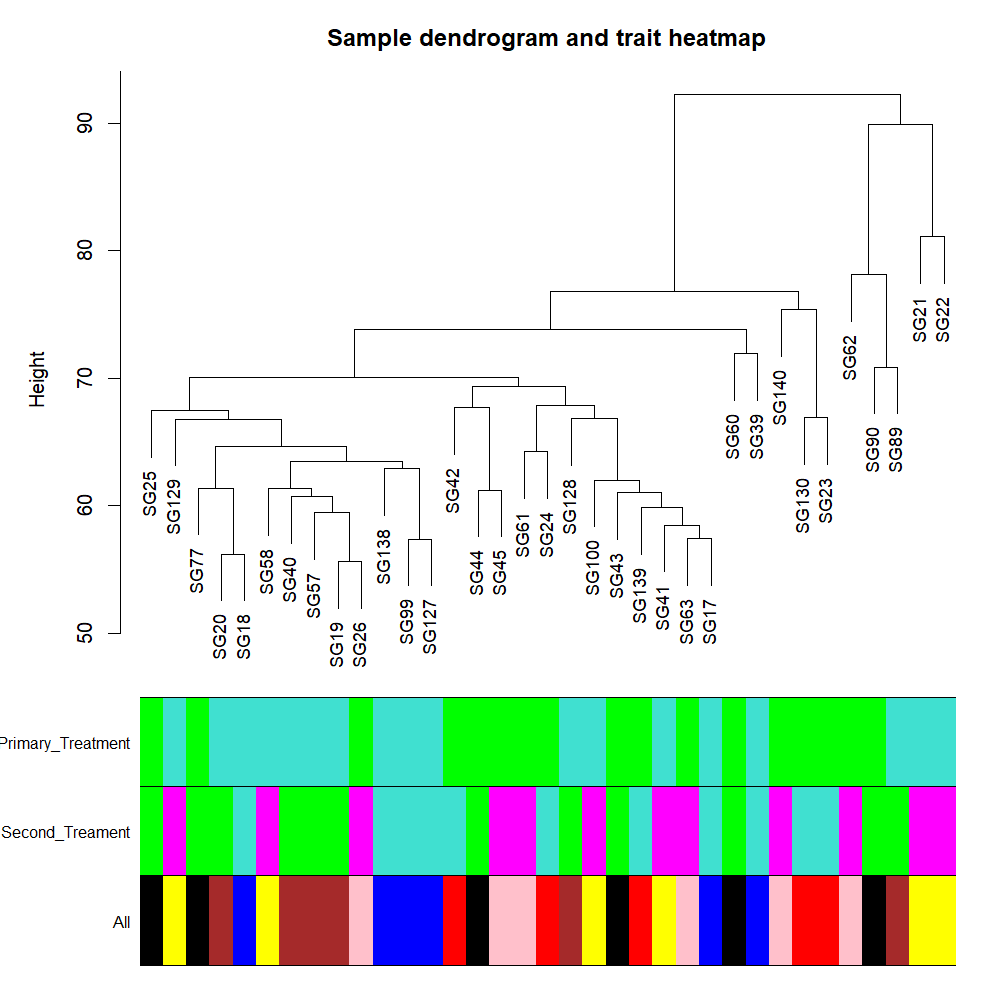 Sample dendrogram and trait heatmap
Height
90
80
70
60
50
SG25
SG129
SG77
SG20
SG18
SG58
SG40
SG57
SG19
SG26
SG138
SG99
SG127
SG42
SG44
SG45
SG61
SG24
SG128
SG100
SG43
SG139
SG41
SG63
SG17
SG60
SG39
SG140
SG130
SG23
SG62
SG90
SG89
SG21
SG22
Primary_Treatment
Second_Treament
All